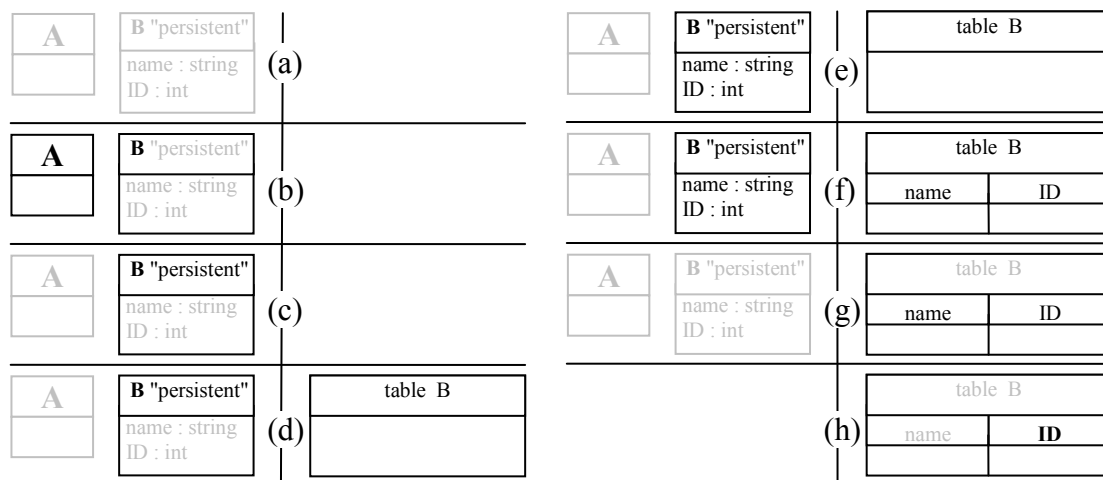 A
B "persistent"
name : string
ID : int
(a)
A
B "persistent"
name : string
ID : int
(b)
A
B "persistent"
name : string
ID : int
(c)
A
B "persistent"
name : string
ID : int
(d)
table B
A
B "persistent"
name : string
ID : int
(e)
table B
A
B "persistent"
name : string
ID : int
(f)
table B
name ID
A
B "persistent"
name : string
ID : int
(g)
table B
name ID
(h)
table B
name ID